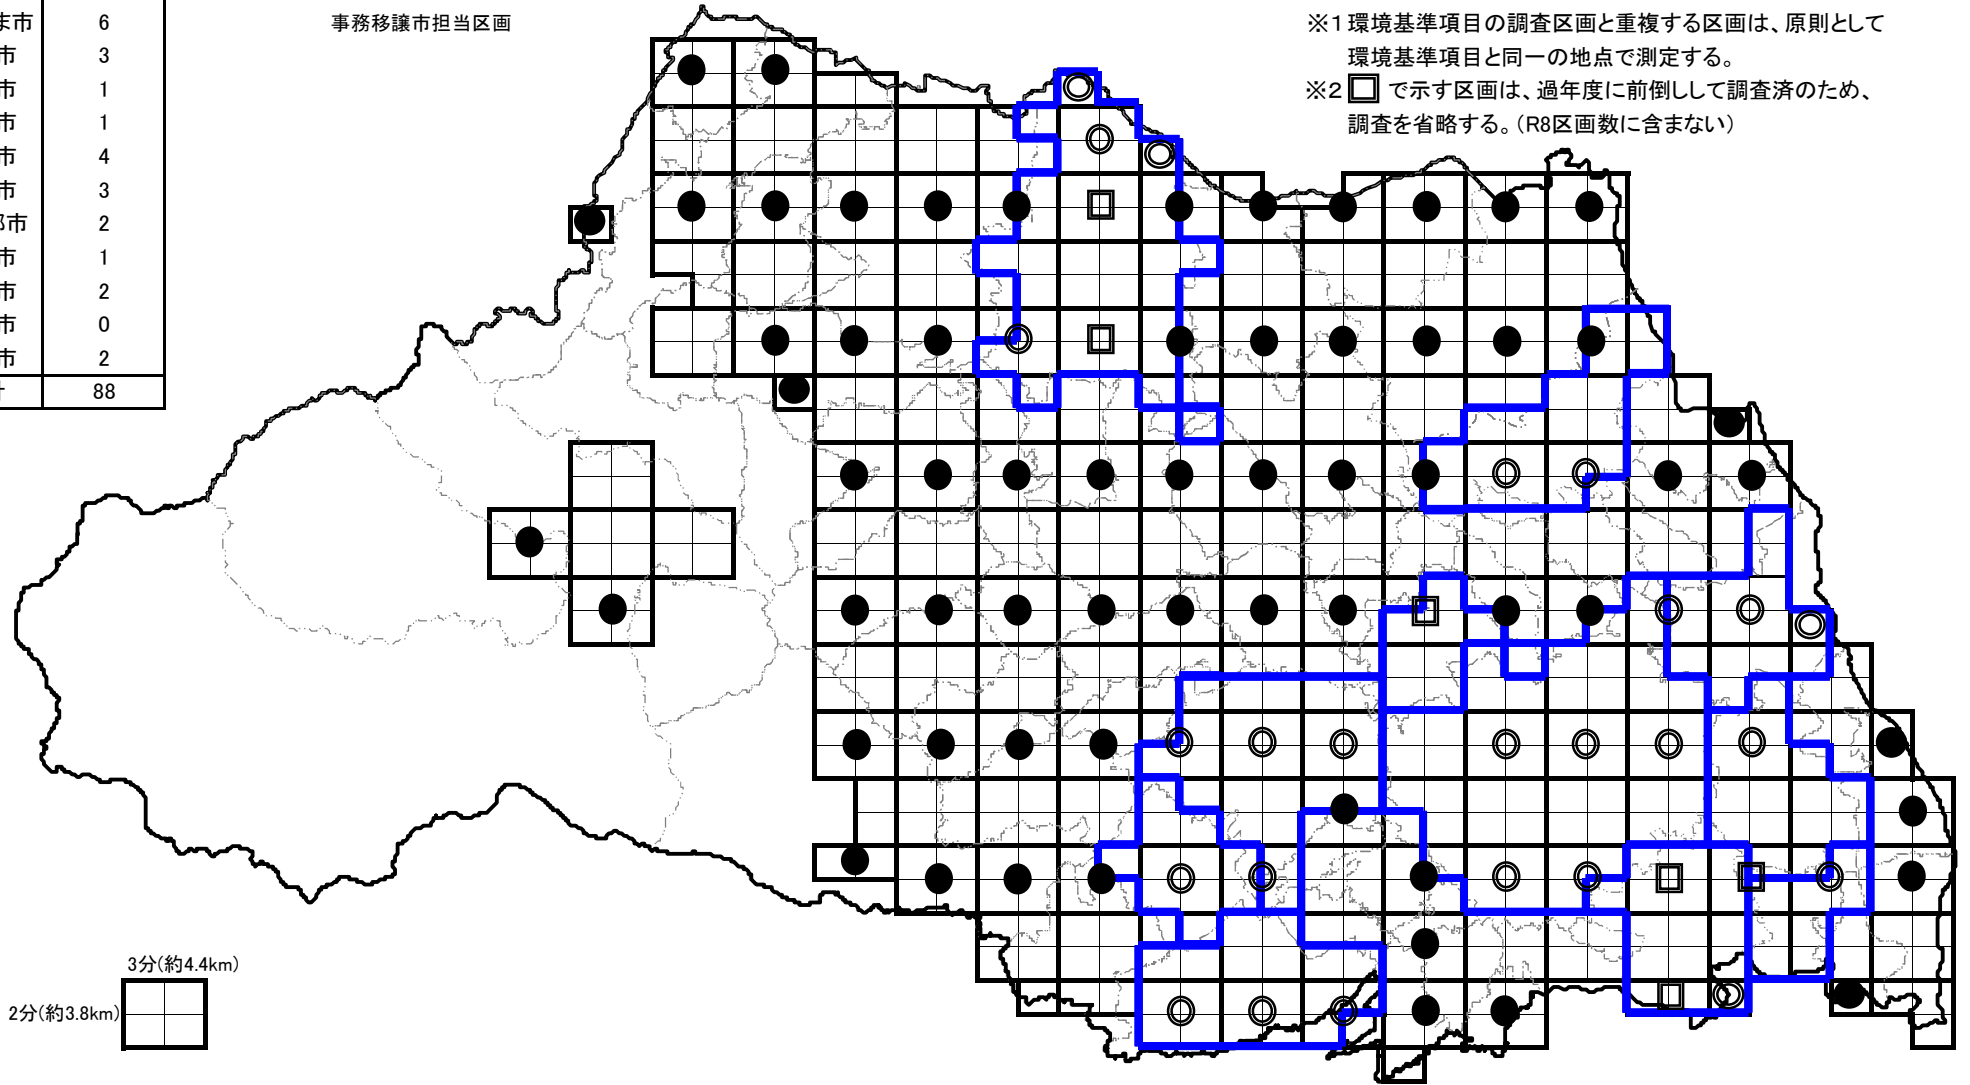 ま市 6
市 3
市 1
市 1
市 4
市 3
部市 2
市 1
市 2
市 0
市 2
計 88
事務移譲市担当区画
※1 環境基準項目の調査区画と重複する区画は、原則として
環境基準項目と同一の地点で測定する。
※2 で示す区画は、過年度に前倒しして調査済のため、
調査を省略する。(R8区画数に含まない)
3分(約4.4km)
2分(約3.8km)